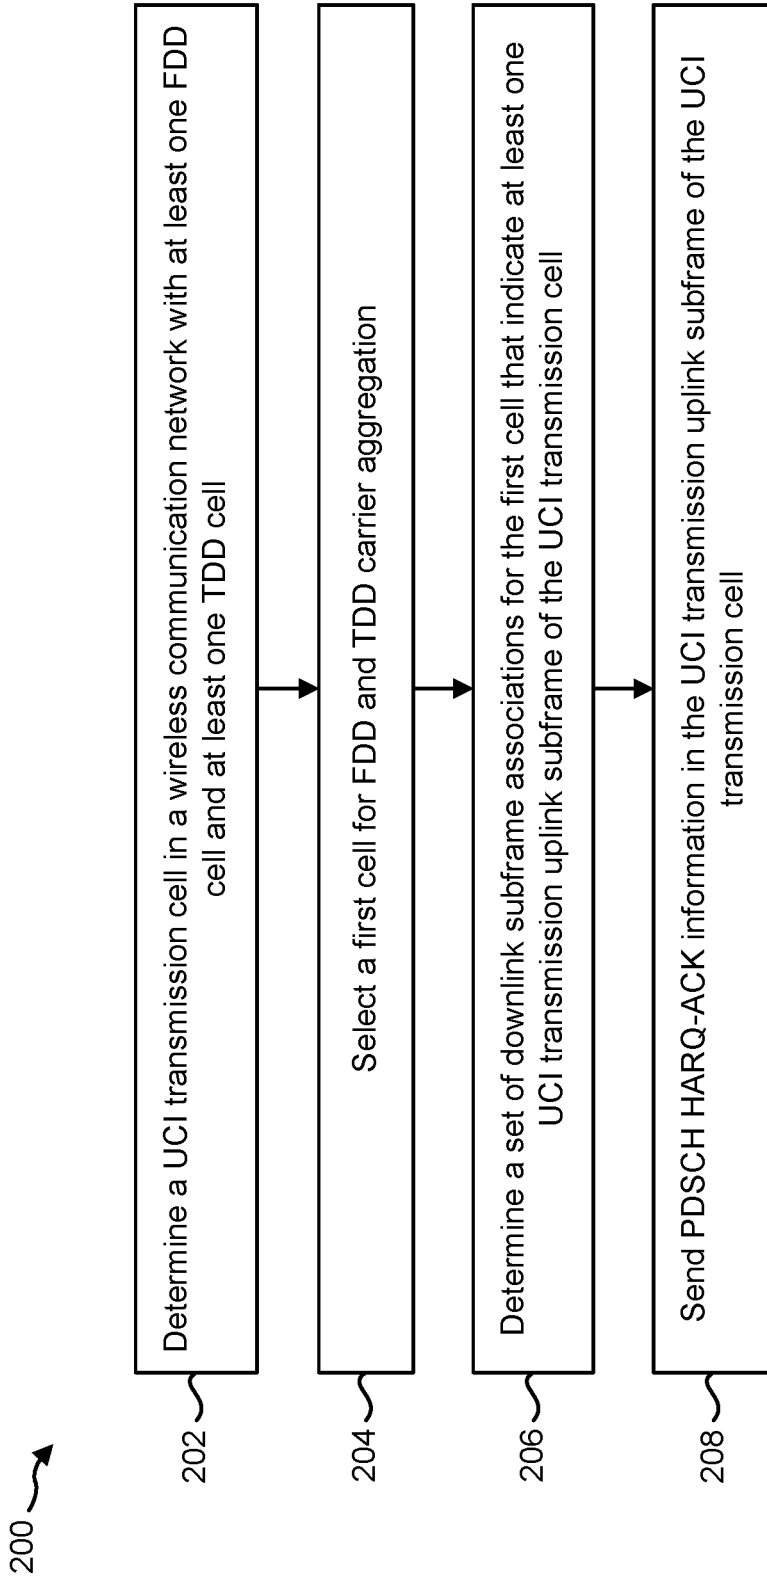 200
202
Determine a UCI transmission cell in a wireless communication network with at least one FDD
cell and at least one TDD cell
204
Select a first cell for FDD and TDD carrier aggregation
206
Determine a set of downlink subframe associations for the first cell that indicate at least one
UCI transmission uplink subframe of the UCI transmission cell
208
Send PDSCH HARQ-ACK information in the UCI transmission uplink subframe of the UCI
transmission cell